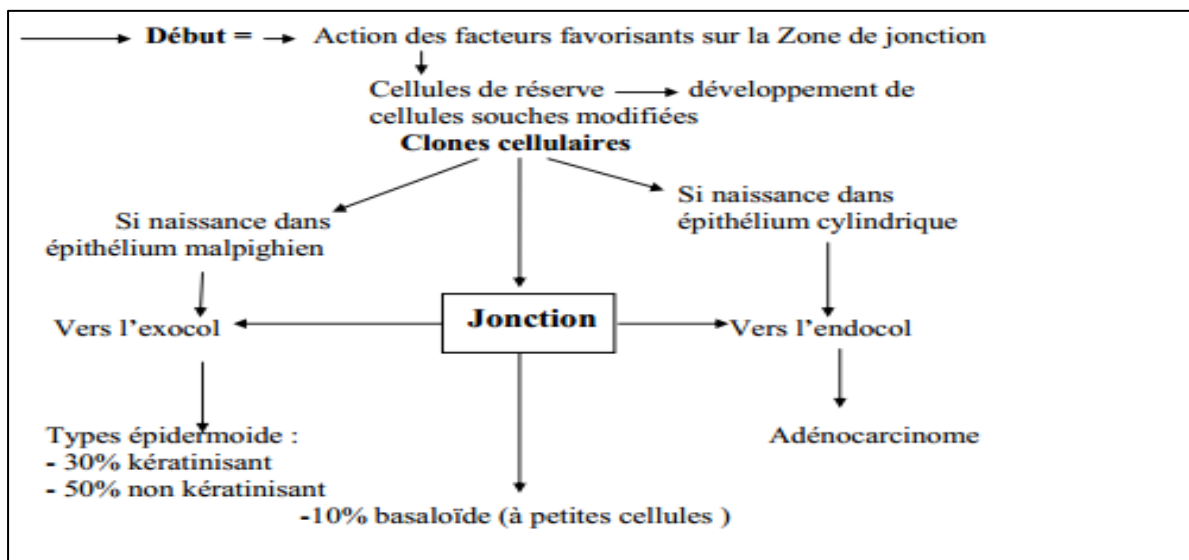 Début = Action des facteurs favorisants sur la Zone de jonction
Cellules de réserve développement de
cellules souches modifiées
Clones cellulaires
Si naissance dans
épithélium malpighien
Si naissance dans
épithélium cylindrique
Vers l'exocol
Jonction
Vers l'endocol
Types épidermoide :
- 30% kératinisant
- 50% non kératinisant
Adénocarcinome
-10% basaloïde (à petites cellules )